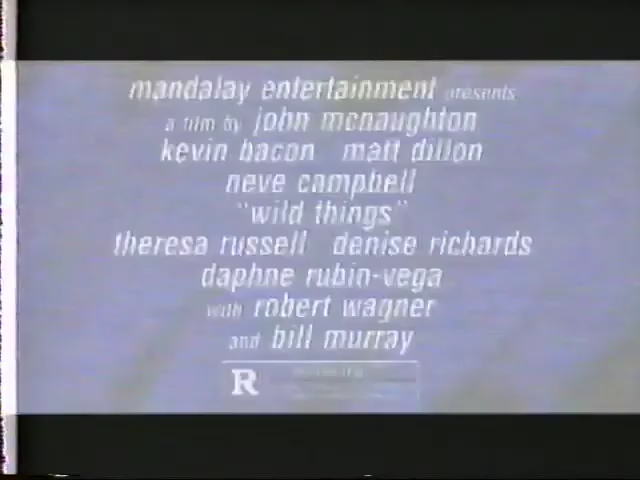 mandalay entertainment presents
a film by john mcnaughton
kevin bacon matt dillon
neve campbell
"wild things"
theresa russell denise richards
daphne rubin-vega
with robert wagner
and bill murray
R